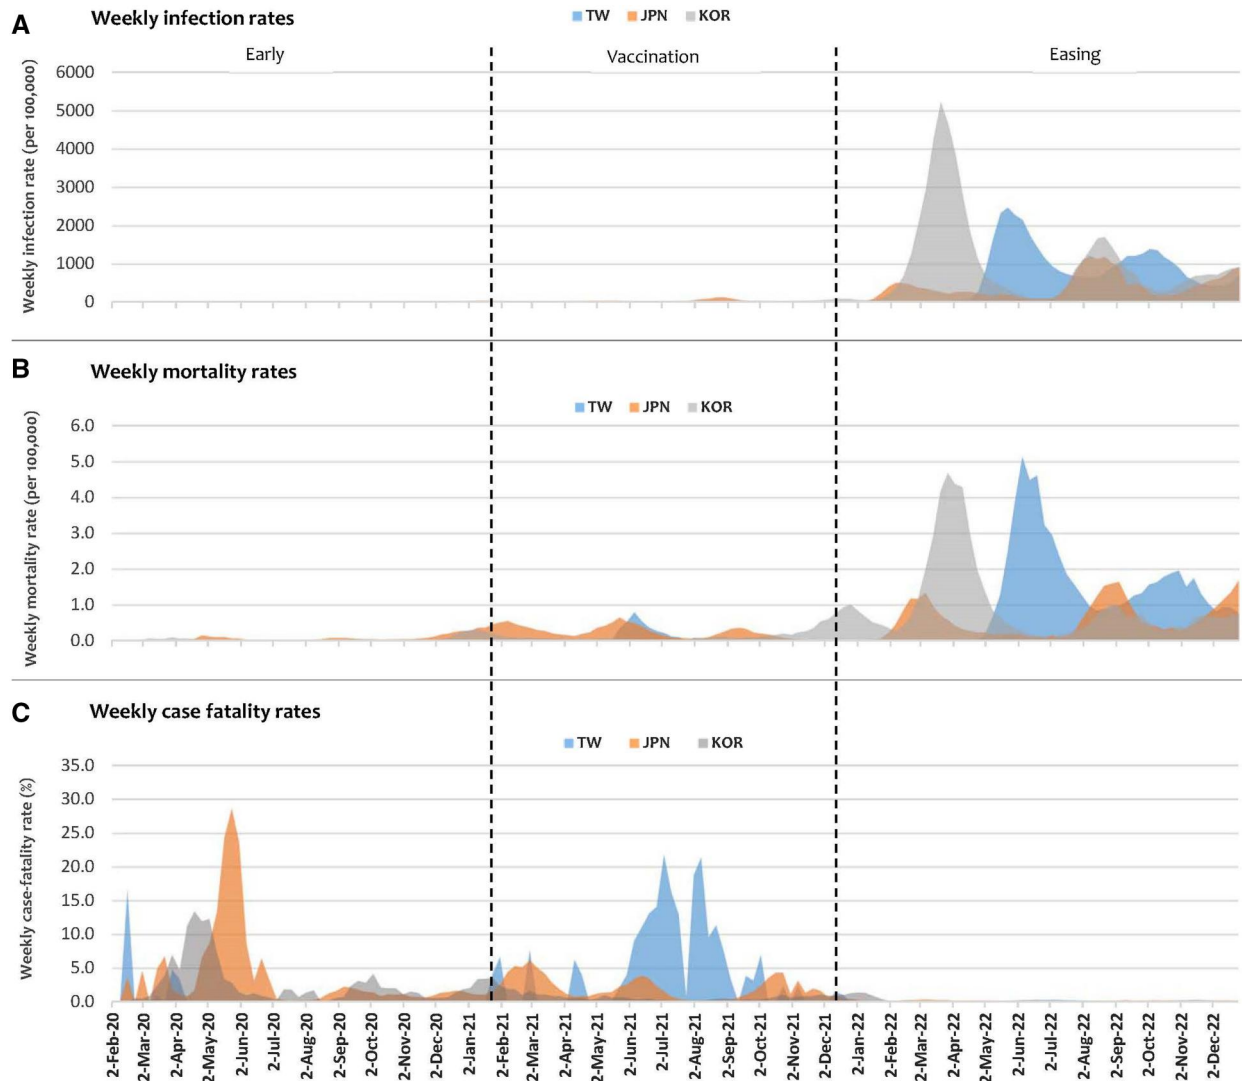 A Weekly infection rates
TW JPN KOR
Early Vaccination Easing
Weekly infection rate (per 100,000)
6000
5000
4000
3000
2000
1000
0
B Weekly mortality rates
TW JPN KOR
Weekly mortality rate (per 100,000)
6.0
5.0
4.0
3.0
2.0
1.0
0.0
C Weekly case fatality rates
TW JPN KOR
Weekly case-fatality rate (%)
35.0
30.0
25.0
20.0
15.0
10.0
5.0
0.0
2-Feb-20
2-Mar-20
2-Apr-20
2-May-20
2-Jun-20
2-Jul-20
2-Aug-20
2-Sep-20
2-Oct-20
2-Nov-20
2-Dec-20
2-Jan-21
2-Feb-21
2-Mar-21
2-Apr-21
2-May-21
2-Jun-21
2-Jul-21
2-Aug-21
2-Sep-21
2-Oct-21
2-Nov-21
2-Dec-21
2-Jan-22
2-Feb-22
2-Mar-22
2-Apr-22
2-May-22
2-Jun-22
2-Jul-22
2-Aug-22
2-Sep-22
2-Oct-22
2-Nov-22
2-Dec-22